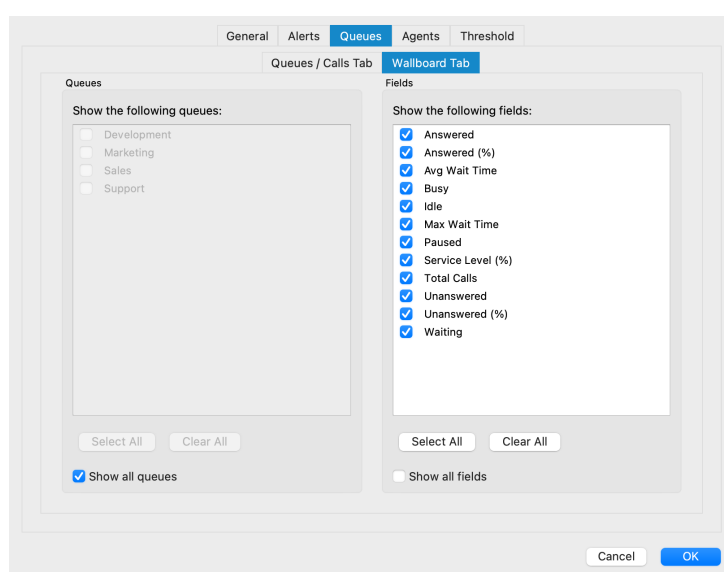 General Alerts Queues Agents Threshold
Queues / Calls Tab Wallboard Tab
Queues
Show the following queues:
Development
Marketing
Sales
Support
Select All Clear All
Show all queues
Fields
Show the following fields:
Answered
Answered (%)
Avg Wait Time
Busy
Idle
Max Wait Time
Paused
Service Level (%)
Total Calls
Unanswered
Unanswered (%)
Waiting
Select All Clear All
Show all fields
Cancel OK